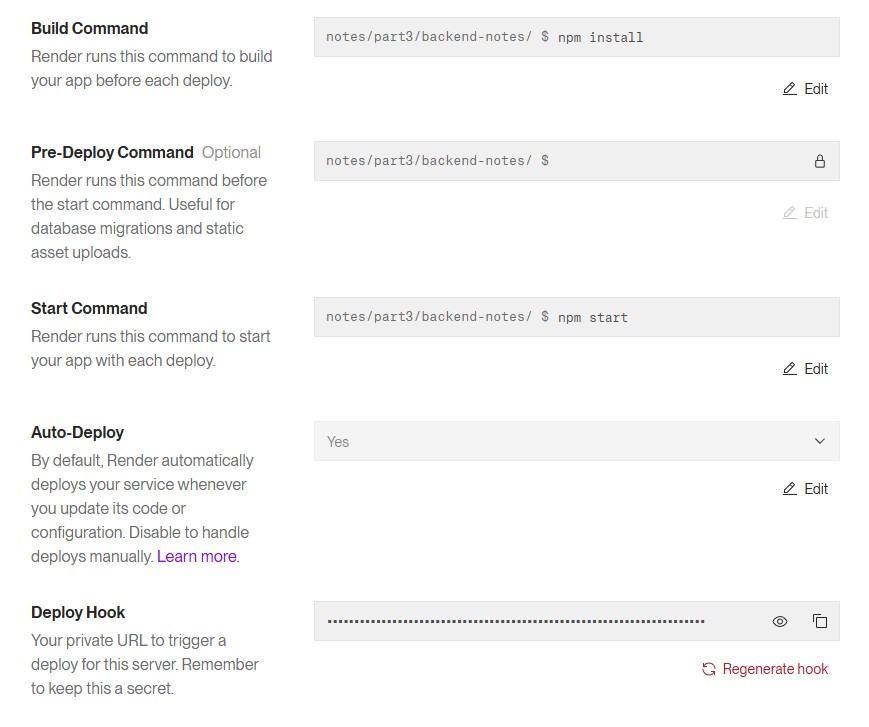 Build Command
Render runs this command to build
your app before each deploy.
notes/part3/backend-notes/ $ npm install
Edit
Pre-Deploy Command Optional
Render runs this command before
the start command. Useful for
database migrations and static
asset uploads.
notes/part3/backend-notes/ $
Edit
Start Command
Render runs this command to start
your app with each deploy.
notes/part3/backend-notes/ $ npm start
Edit
Auto-Deploy
By default, Render automatically
deploys your service whenever
you update its code or
configuration. Disable to handle
deploys manually. Learn more.
Yes
Edit
Deploy Hook
Your private URL to trigger a
deploy for this server. Remember
to keep this a secret.
Regenerate hook